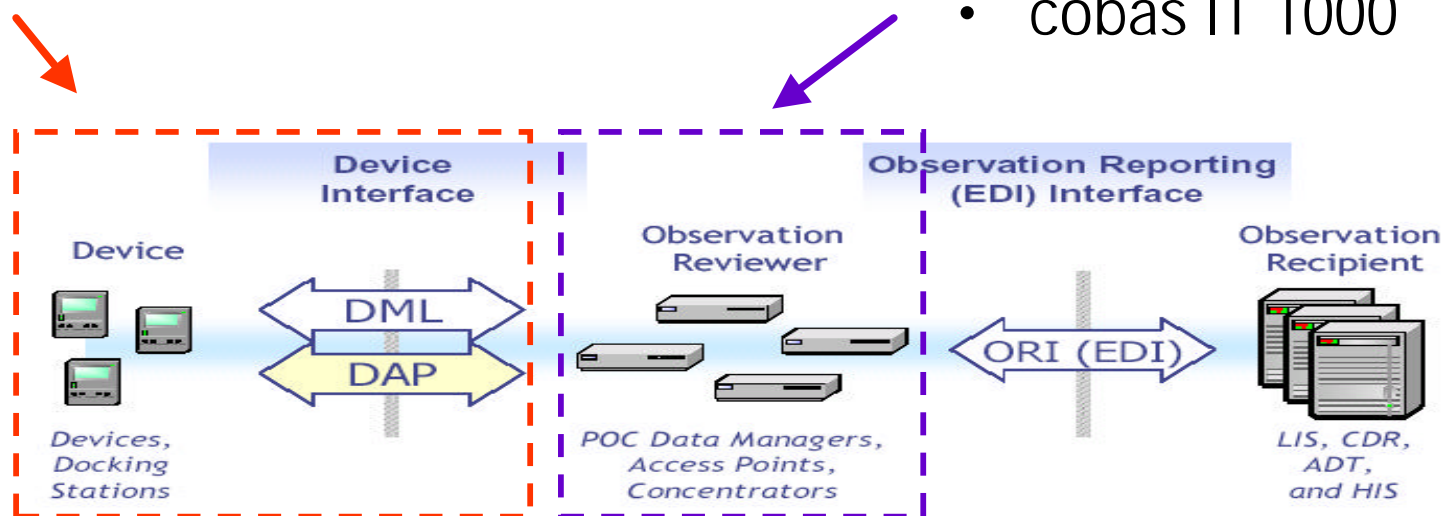 • cobas IT 1000
Device
Interface
Observation Reporting
(EDI) Interface
Device
Observation
Reviewer
Observation
Recipient
DML
DAP
ORI (EDI)
Devices,
Docking
Stations
POC Data Managers,
Access Points,
Concentrators
LIS, CDR,
ADT,
and HIS